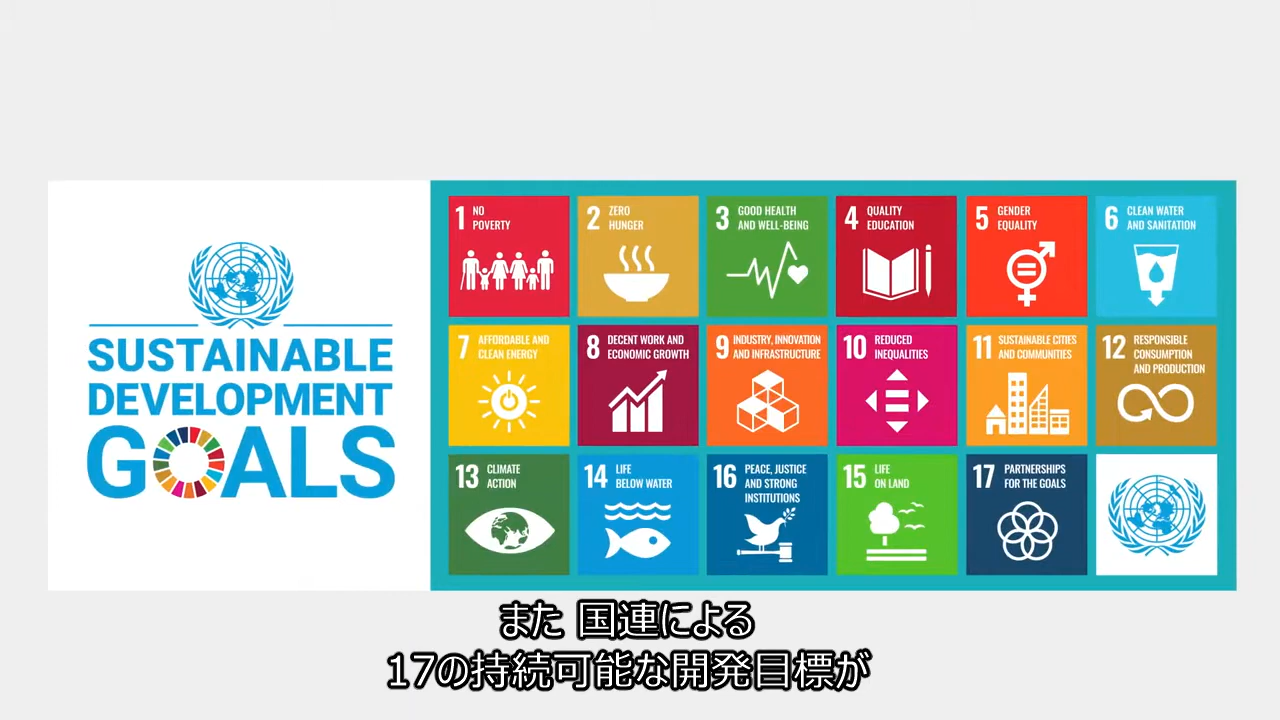 SUSTAINABLE
DEVELOPMENT
GOALS
1 NO
POVERTY
2 ZERO
HUNGER
3 GOOD HEALTH
AND WELL-BEING
4 QUALITY
EDUCATION
5 GENDER
EQUALITY
6 CLEAN WATER
AND SANITATION
7 AFFORDABLE AND
CLEAN ENERGY
8 DECENT WORK AND
ECONOMIC GROWTH
9 INDUSTRY, INNOVATION
AND INFRASTRUCTURE
10 REDUCED
INEQUALITIES
11 SUSTAINABLE CITIES
AND COMMUNITIES
12 RESPONSIBLE
CONSUMPTION
AND PRODUCTION
13 CLIMATE
ACTION
14 LIFE
BELOW WATER
16 PEACE, JUSTICE
AND STRONG
INSTITUTIONS
15 LIFE
ON LAND
17 PARTNERSHIPS
FOR THE GOALS
また 国連による
17の持続可能な開発目標が